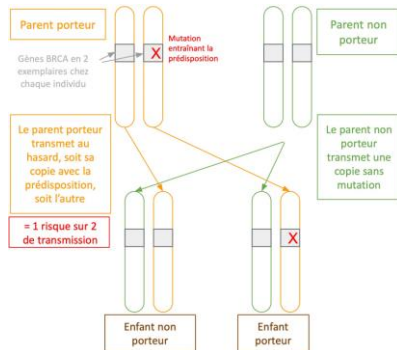 Parent porteur
Mutation
entraînant la
prédisposition
X
Parent non
porteur
Gènes BRCA en 2
exemplaires chez
chaque individu
Le parent porteur
transmet au
hasard, soit sa
copie avec la
prédisposition,
soit l'autre
= 1 risque sur 2
de transmission
Le parent non
porteur
transmet une
copie sans
mutation
X
Enfant non
porteur
Enfant
porteur